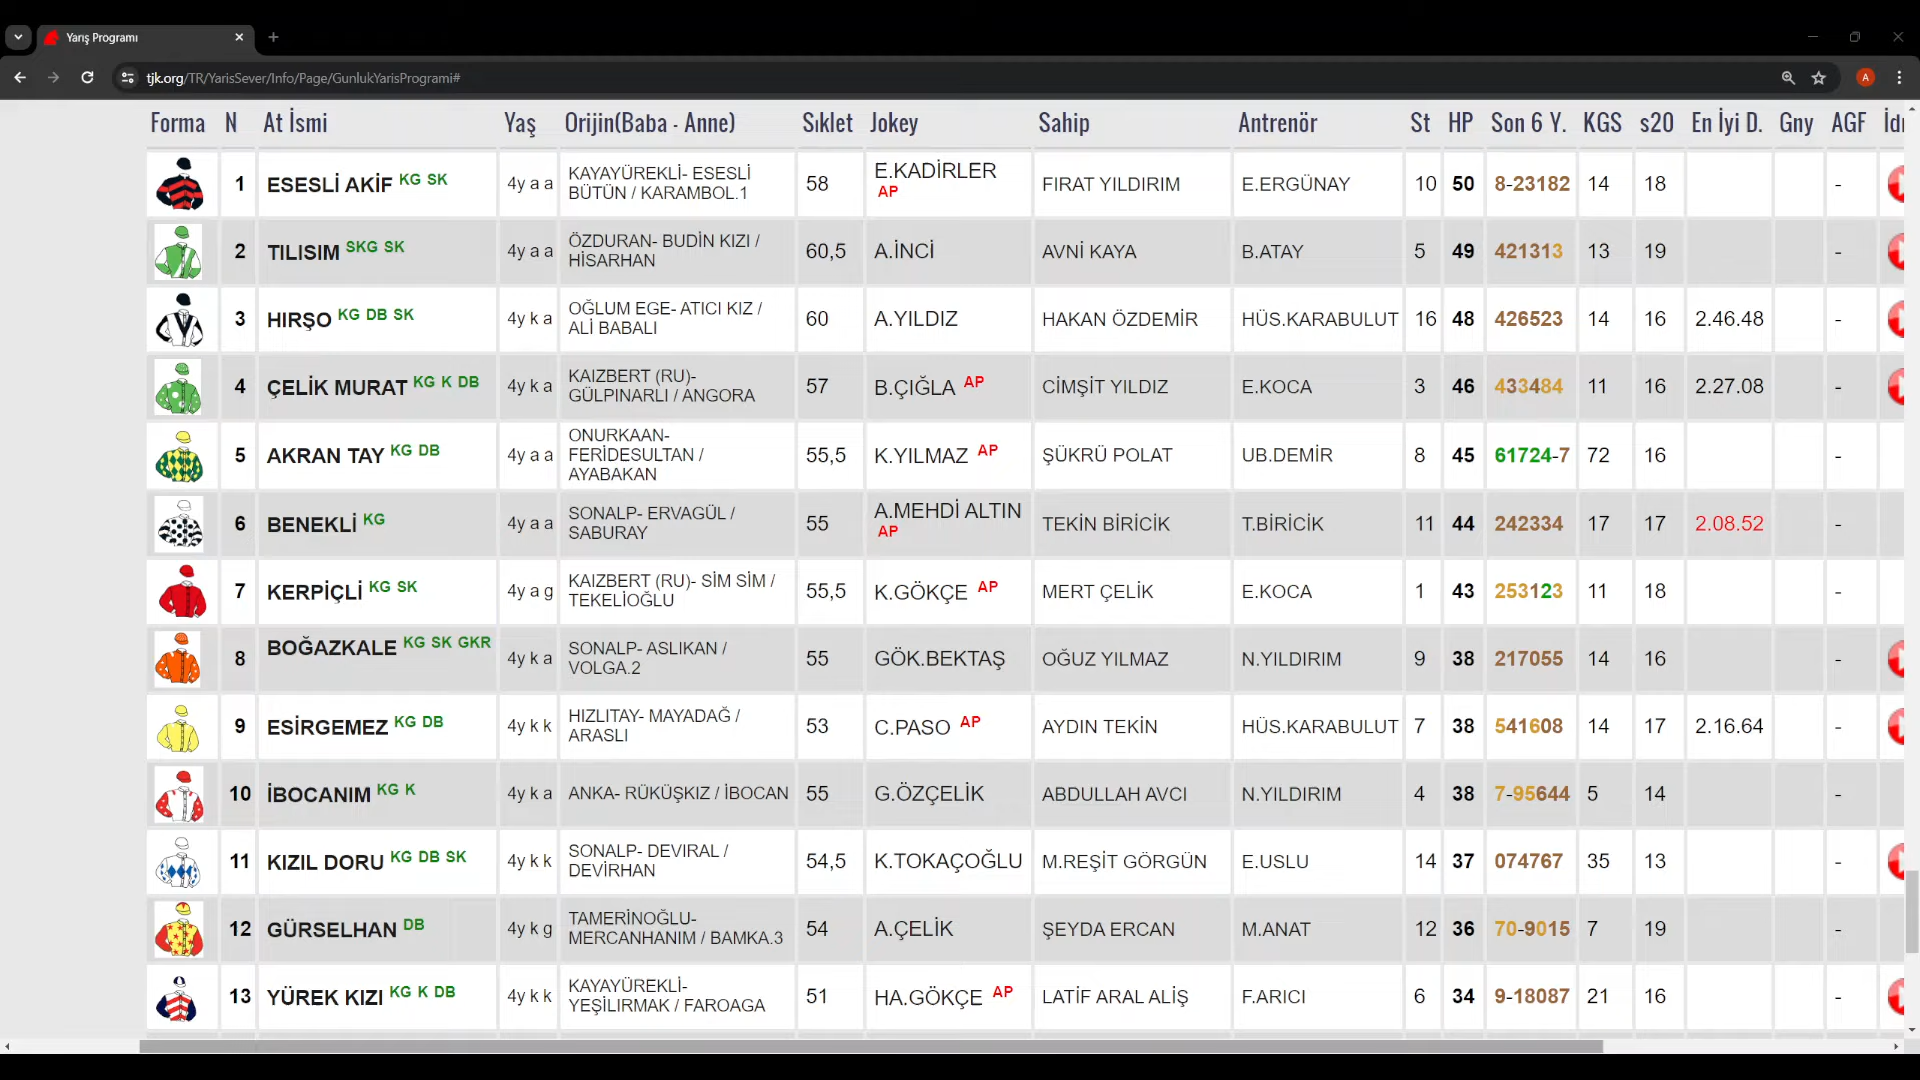 Yarış Programı
tjk.org/TR/YarisSever/Info/Page/GunlukYarisProgrami#
A
Forma N At İsmi Yaş Orijin(Baba - Anne) Sıklet Jokey Sahip Antrenör St HP Son 6 Y. KGS s20 En İyi D. Gny AGF İdr
1 ESESLİ AKİF KG SK 4y a a KAYAYÜREKLİ- ESESLİ BÜTÜN / KARAMBOL.1 58 E.KADİRLER AP FIRAT YILDIRIM E.ERGÜNAY 10 50 8-23182 14 18 -
2 TILISIM SKG SK 4y a a ÖZDURAN- BUDİN KIZI / HİSARHAN 60,5 A.İNCİ AVNİ KAYA B.ATAY 5 49 421313 13 19 -
3 HIRŞO KG DB SK 4y k a OĞLUM EGE- ATICI KIZ / ALİ BABALI 60 A.YILDIZ HAKAN ÖZDEMİR HÜS.KARABULUT 16 48 426523 14 16 2.46.48 -
4 ÇELİK MURAT KG K DB 4y k a KAIZBERT (RU)- GÜLPINARLI / ANGORA 57 B.ÇIĞLA AP CİMŞİT YILDIZ E.KOCA 3 46 433484 11 16 2.27.08 -
5 AKRAN TAY KG DB 4y a a ONURKAAN- FERİDESULTAN / AYABAKAN 55,5 K.YILMAZ AP ŞÜKRÜ POLAT UB.DEMİR 8 45 61724-7 72 16 -
6 BENEKLİ KG 4y a a SONALP- ERVAGÜL / SABURAY 55 A.MEHDİ ALTIN AP TEKİN BİRİCİK T.BİRİCİK 11 44 242334 17 17 2.08.52 -
7 KERPİÇLİ KG SK 4y a g KAIZBERT (RU)- SİM SİM / TEKELİOĞLU 55,5 K.GÖKÇE AP MERT ÇELİK E.KOCA 1 43 253123 11 18 -
8 BOĞAZKALE KG SK GKR 4y k a SONALP- ASLIKAN / VOLGA.2 55 GÖK.BEKTAŞ OĞUZ YILMAZ N.YILDIRIM 9 38 217055 14 16 -
9 ESİRGEMEZ KG DB 4y k k HIZLITAY- MAYADAĞ / ARASLI 53 C.PASO AP AYDIN TEKİN HÜS.KARABULUT 7 38 541608 14 17 2.16.64 -
10 İBOCANIM KG K 4y k a ANKA- RÜKÜŞKIZ / İBOCAN 55 G.ÖZÇELİK ABDULLAH AVCI N.YILDIRIM 4 38 7-95644 5 14 -
11 KIZIL DORU KG DB SK 4y k k SONALP- DEVIRAL / DEVİRHAN 54,5 K.TOKAÇOĞLU M.REŞİT GÖRGÜN E.USLU 14 37 074767 35 13 -
12 GÜRSELHAN DB 4y k g TAMERİNOĞLU- MERCANHANIM / BAMKA.3 54 A.ÇELİK ŞEYDA ERCAN M.ANAT 12 36 70-9015 7 19 -
13 YÜREK KIZI KG K DB 4y k k KAYAYÜREKLİ- YEŞİLIRMAK / FAROAGA 51 HA.GÖKÇE AP LATİF ARAL ALİŞ F.ARICI 6 34 9-18087 21 16 -